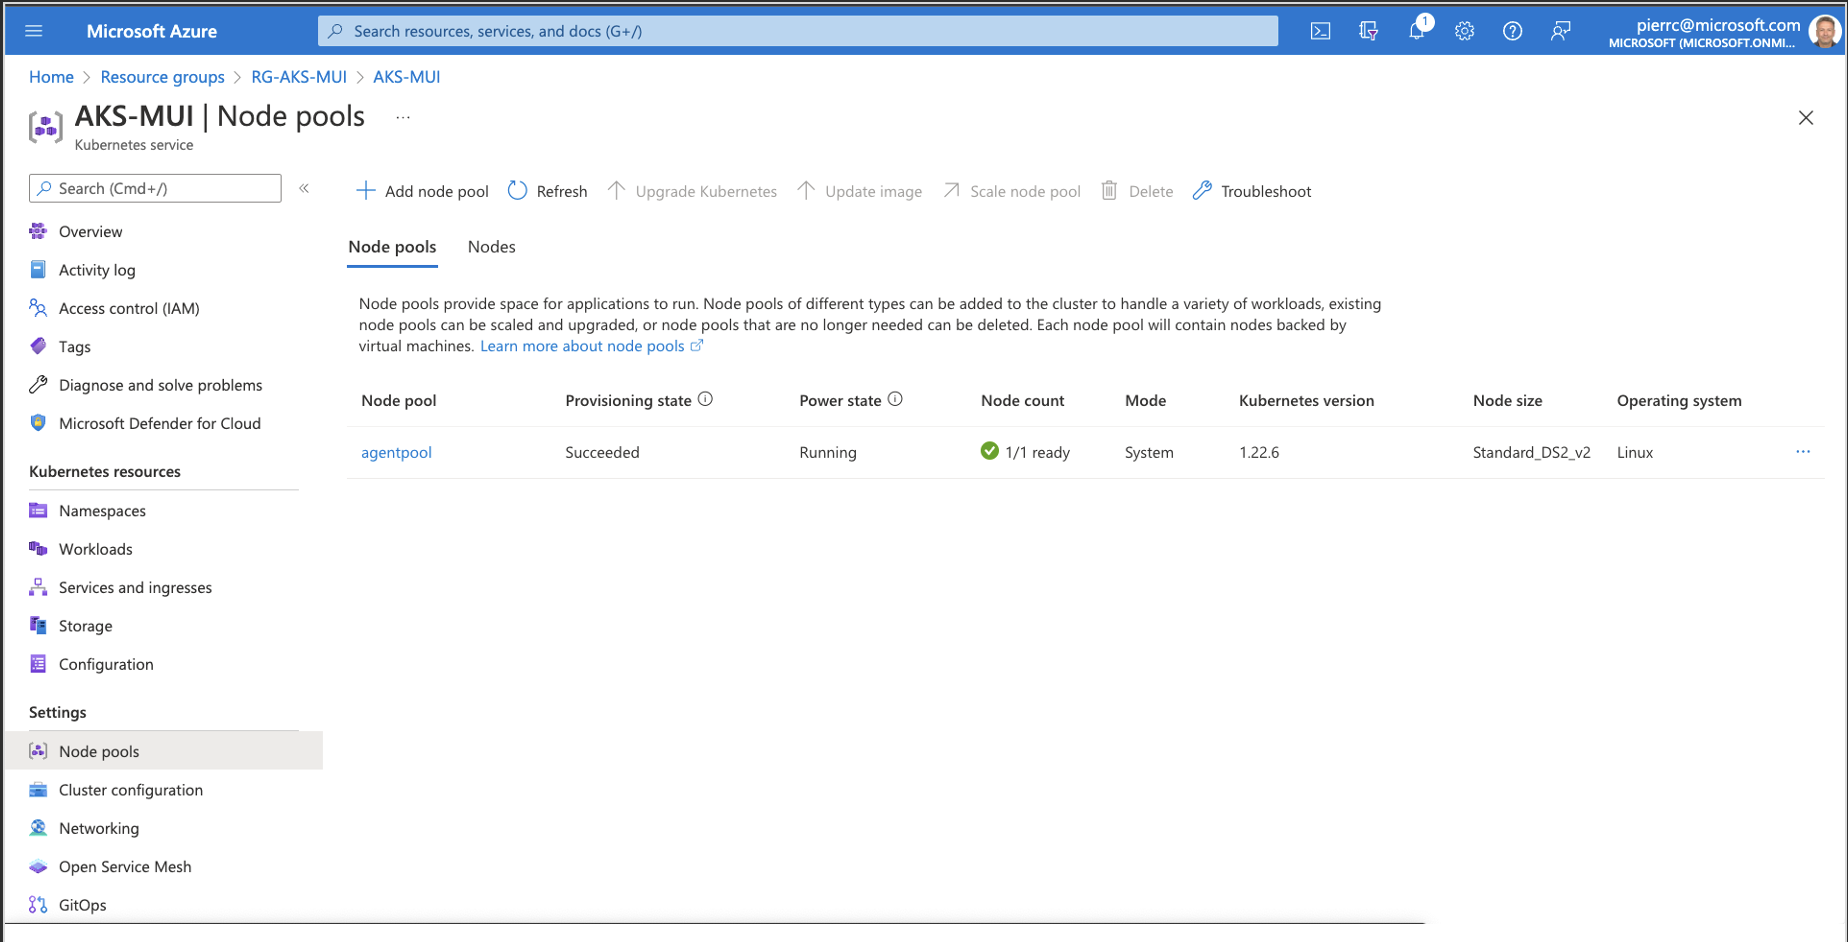 Microsoft Azure
Search resources, services, and docs (G+/)
1
pierrc@microsoft.com
MICROSOFT (MICROSOFT.ONMI...
Home > Resource groups > RG-AKS-MUI > AKS-MUI
AKS-MUI | Node pools ...
Kubernetes service
Search (Cmd+/)
«
Overview
Activity log
Access control (IAM)
Tags
Diagnose and solve problems
Microsoft Defender for Cloud
Kubernetes resources
Namespaces
Workloads
Services and ingresses
Storage
Configuration
Settings
Node pools
Cluster configuration
Networking
Open Service Mesh
GitOps
Add node pool Refresh Upgrade Kubernetes Update image Scale node pool Delete Troubleshoot
Node pools Nodes
Node pools provide space for applications to run. Node pools of different types can be added to the cluster to handle a variety of workloads, existing
node pools can be scaled and upgraded, or node pools that are no longer needed can be deleted. Each node pool will contain nodes backed by
virtual machines. Learn more about node pools
Node pool Provisioning state Power state Node count Mode Kubernetes version Node size Operating system
agentpool Succeeded Running 1/1 ready System 1.22.6 Standard_DS2_v2 Linux ...